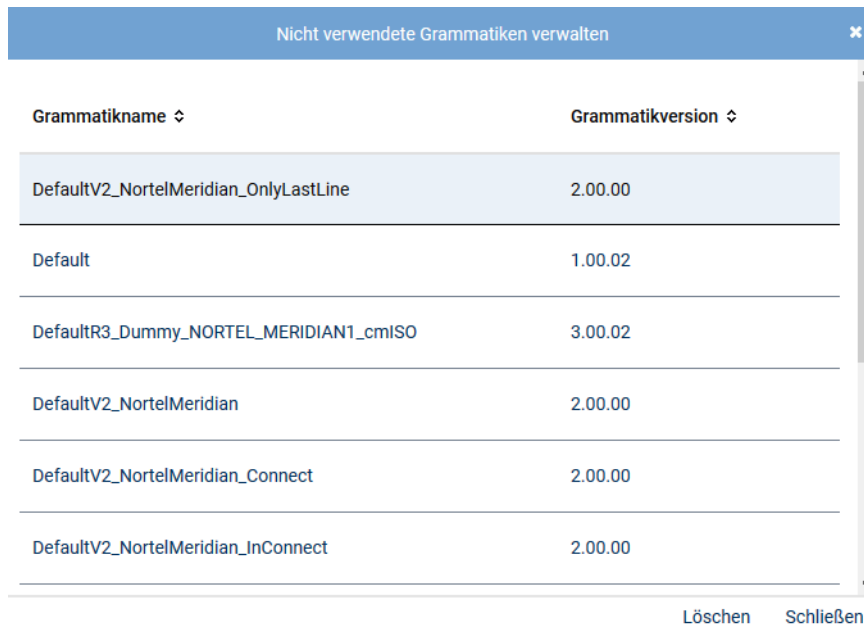 Nicht verwendete Grammatiken verwalten
Grammatikname Grammatikversion
DefaultV2_NortelMeridian_OnlyLastLine 2.00.00
Default 1.00.02
DefaultR3_Dummy_NORTEL_MERIDIAN1_cmISO 3.00.02
DefaultV2_NortelMeridian 2.00.00
DefaultV2_NortelMeridian_Connect 2.00.00
DefaultV2_NortelMeridian_InConnect 2.00.00
Löschen Schließen